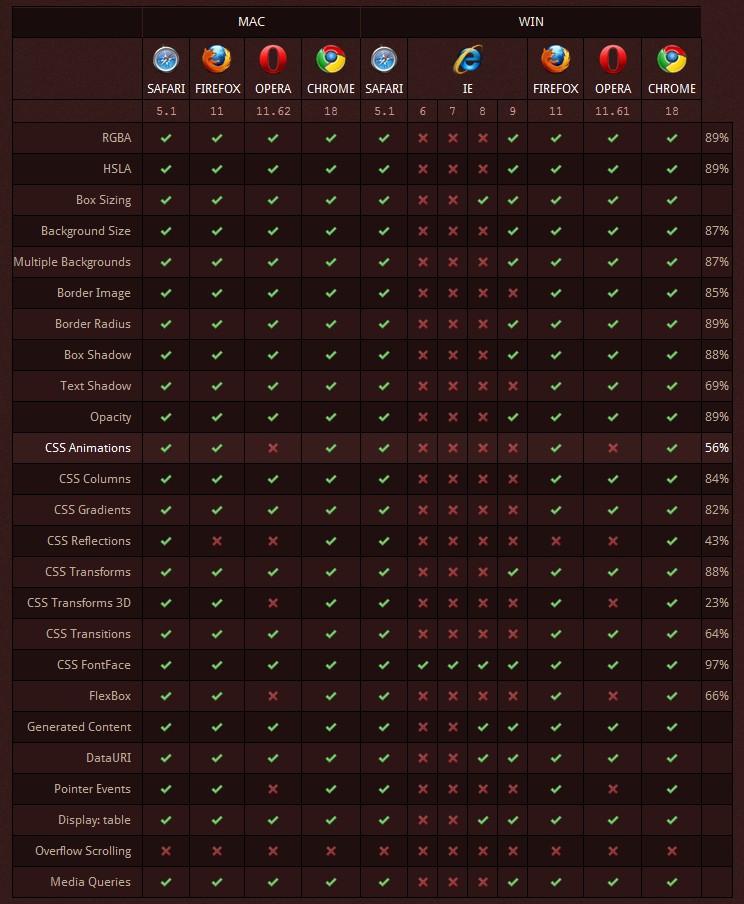 MAC WIN
SAFARI FIREFOX OPERA CHROME SAFARI IE FIREFOX OPERA CHROME
5.1 11 11.62 18 5.1 6 7 8 9 11 11.61 18
RGBA 89%
HSLA 89%
Box Sizing
Background Size 87%
Multiple Backgrounds 87%
Border Image 85%
Border Radius 89%
Box Shadow 88%
Text Shadow 69%
Opacity 89%
CSS Animations 56%
CSS Columns 84%
CSS Gradients 82%
CSS Reflections 43%
CSS Transforms 88%
CSS Transforms 3D 23%
CSS Transitions 64%
CSS FontFace 97%
FlexBox 66%
Generated Content
DataURI
Pointer Events
Display: table
Overflow Scrolling
Media Queries